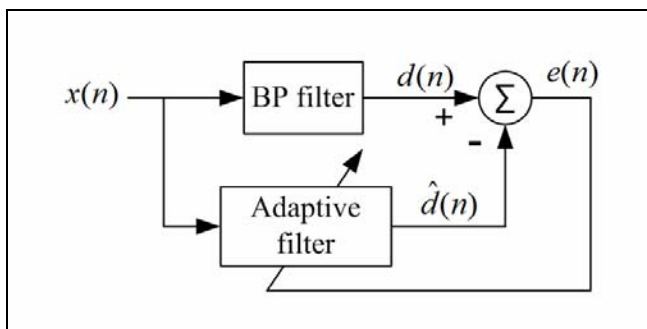 x(n)
BP filter
d(n)
+
-
Σ
e(n)
Adaptive
filter
d̂(n)